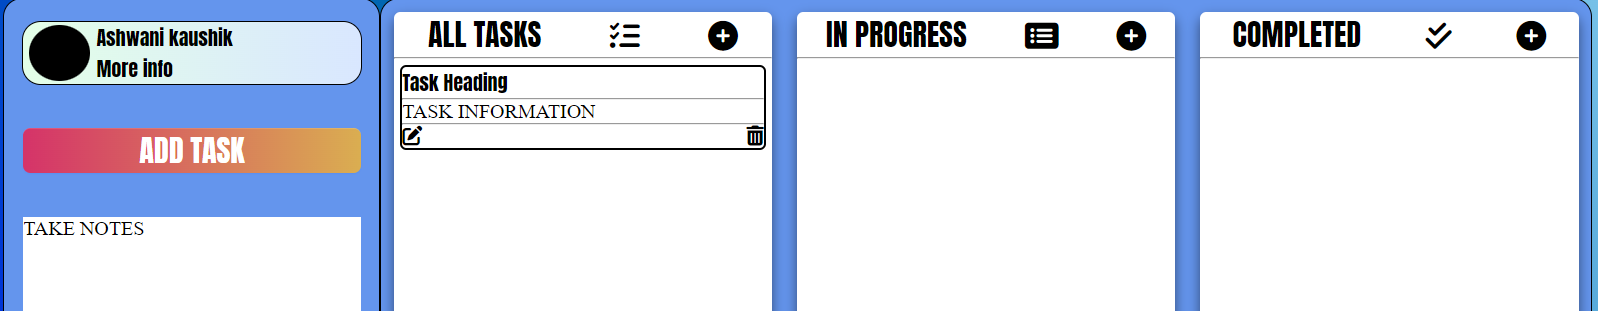 Ashwani kaushik
More info
ADD TASK
TAKE NOTES
ALL TASKS
Task Heading
TASK INFORMATION
IN PROGRESS
COMPLETED